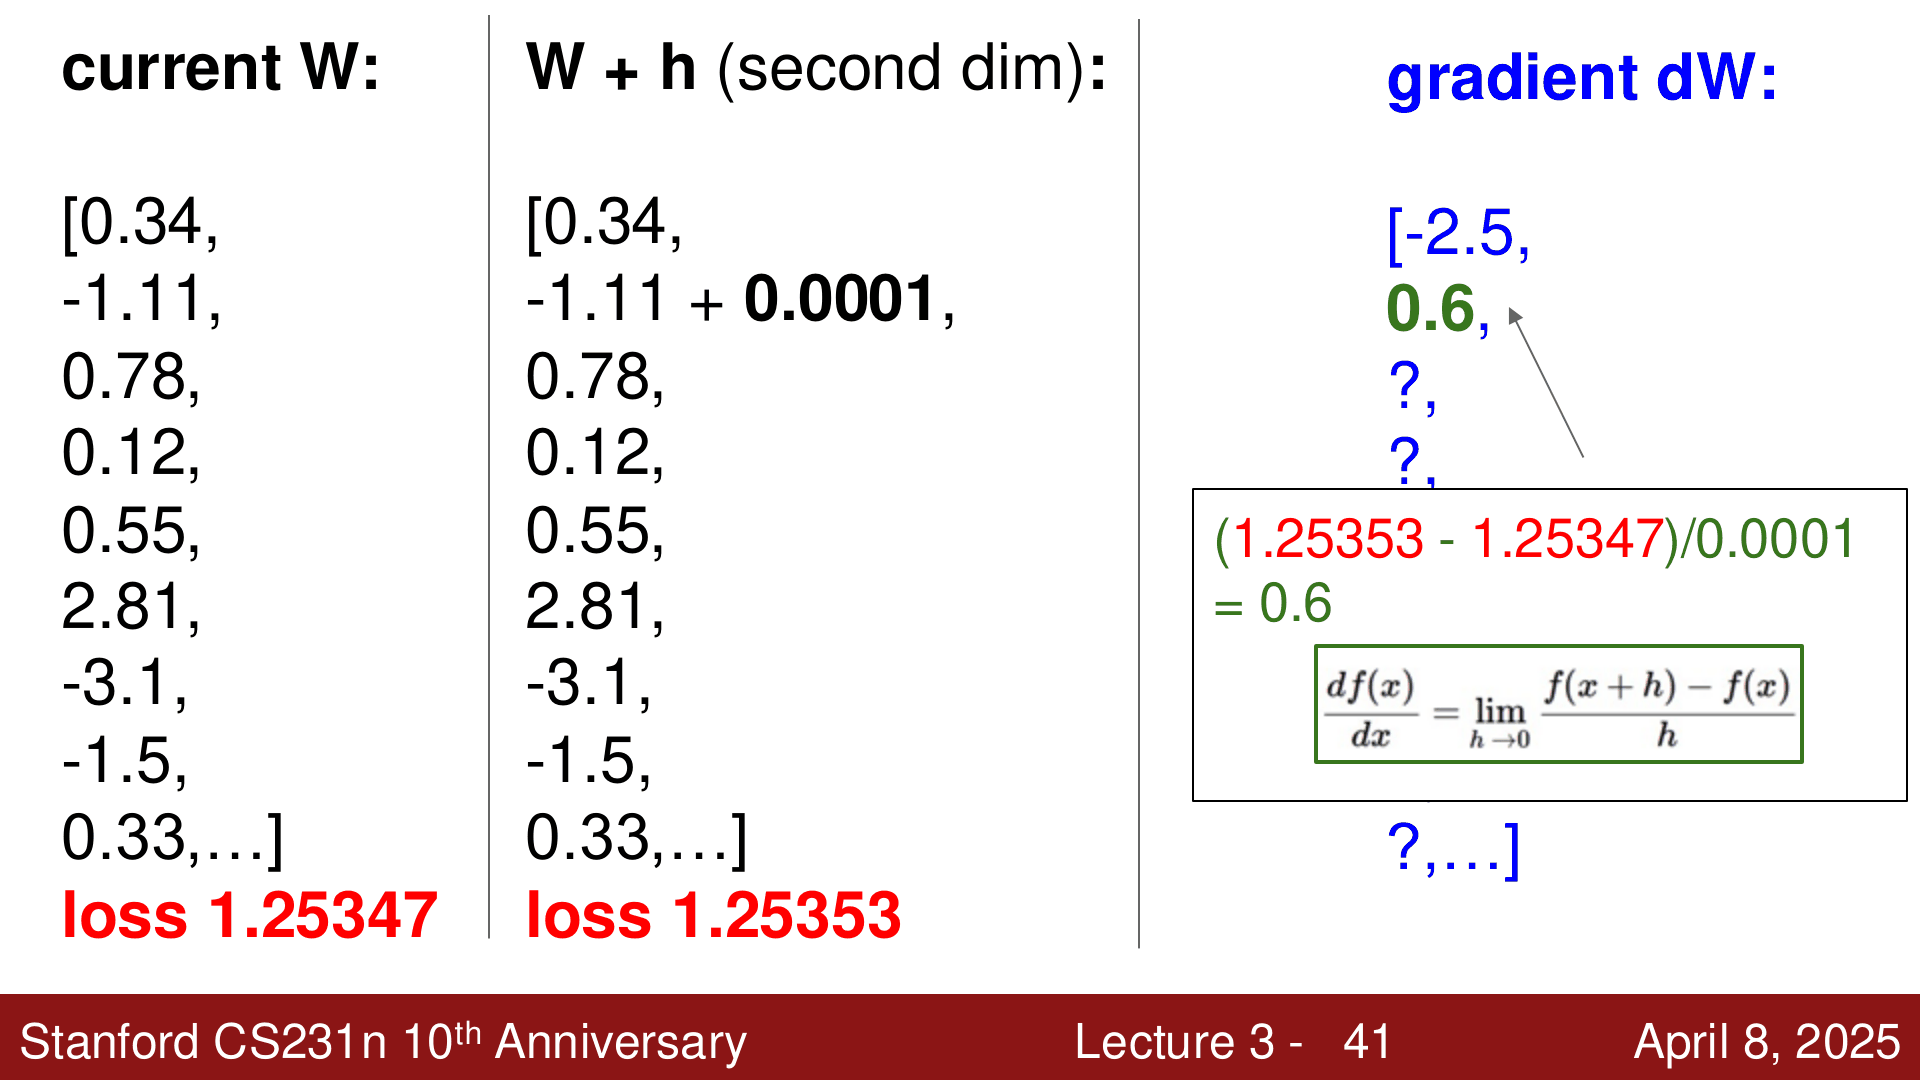 current W:
[0.34,
-1.11,
0.78,
0.12,
0.55,
2.81,
-3.1,
-1.5,
0.33,…]
loss 1.25347
W + h (second dim):
[0.34,
-1.11 + 0.0001,
0.78,
0.12,
0.55,
2.81,
-3.1,
-1.5,
0.33,…]
loss 1.25353
gradient dW:
[-2.5,
0.6,
?,
?,
(1.25353 - 1.25347)/0.0001
= 0.6
df(x)/dx = lim h→0 (f(x + h) − f(x))/h
?,…]
Stanford CS231n 10th Anniversary
Lecture 3 - 41
April 8, 2025